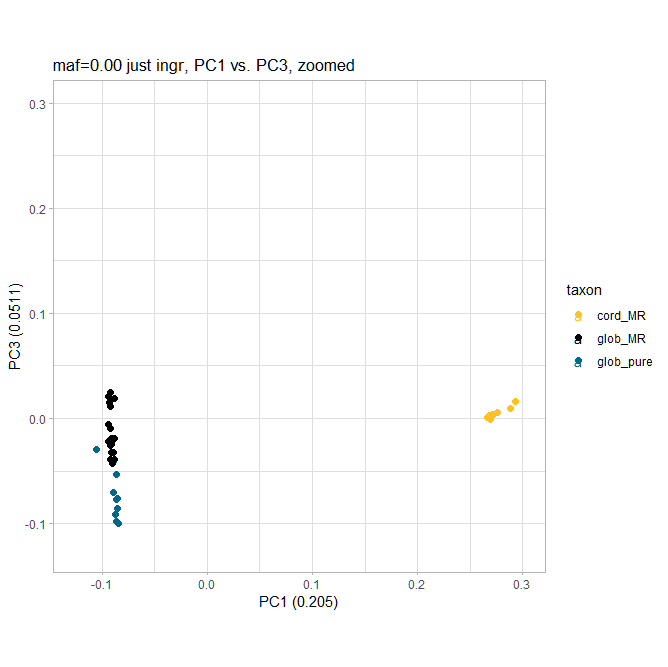 maf=0.00 just ingr, PC1 vs. PC3, zoomed
0.3
0.2
0.1
0.0
-0.1
PC3 (0.0511)
-0.1
0.0
0.1
0.2
0.3
PC1 (0.205)
taxon
a cord_MR
a glob_MR
a glob_pure